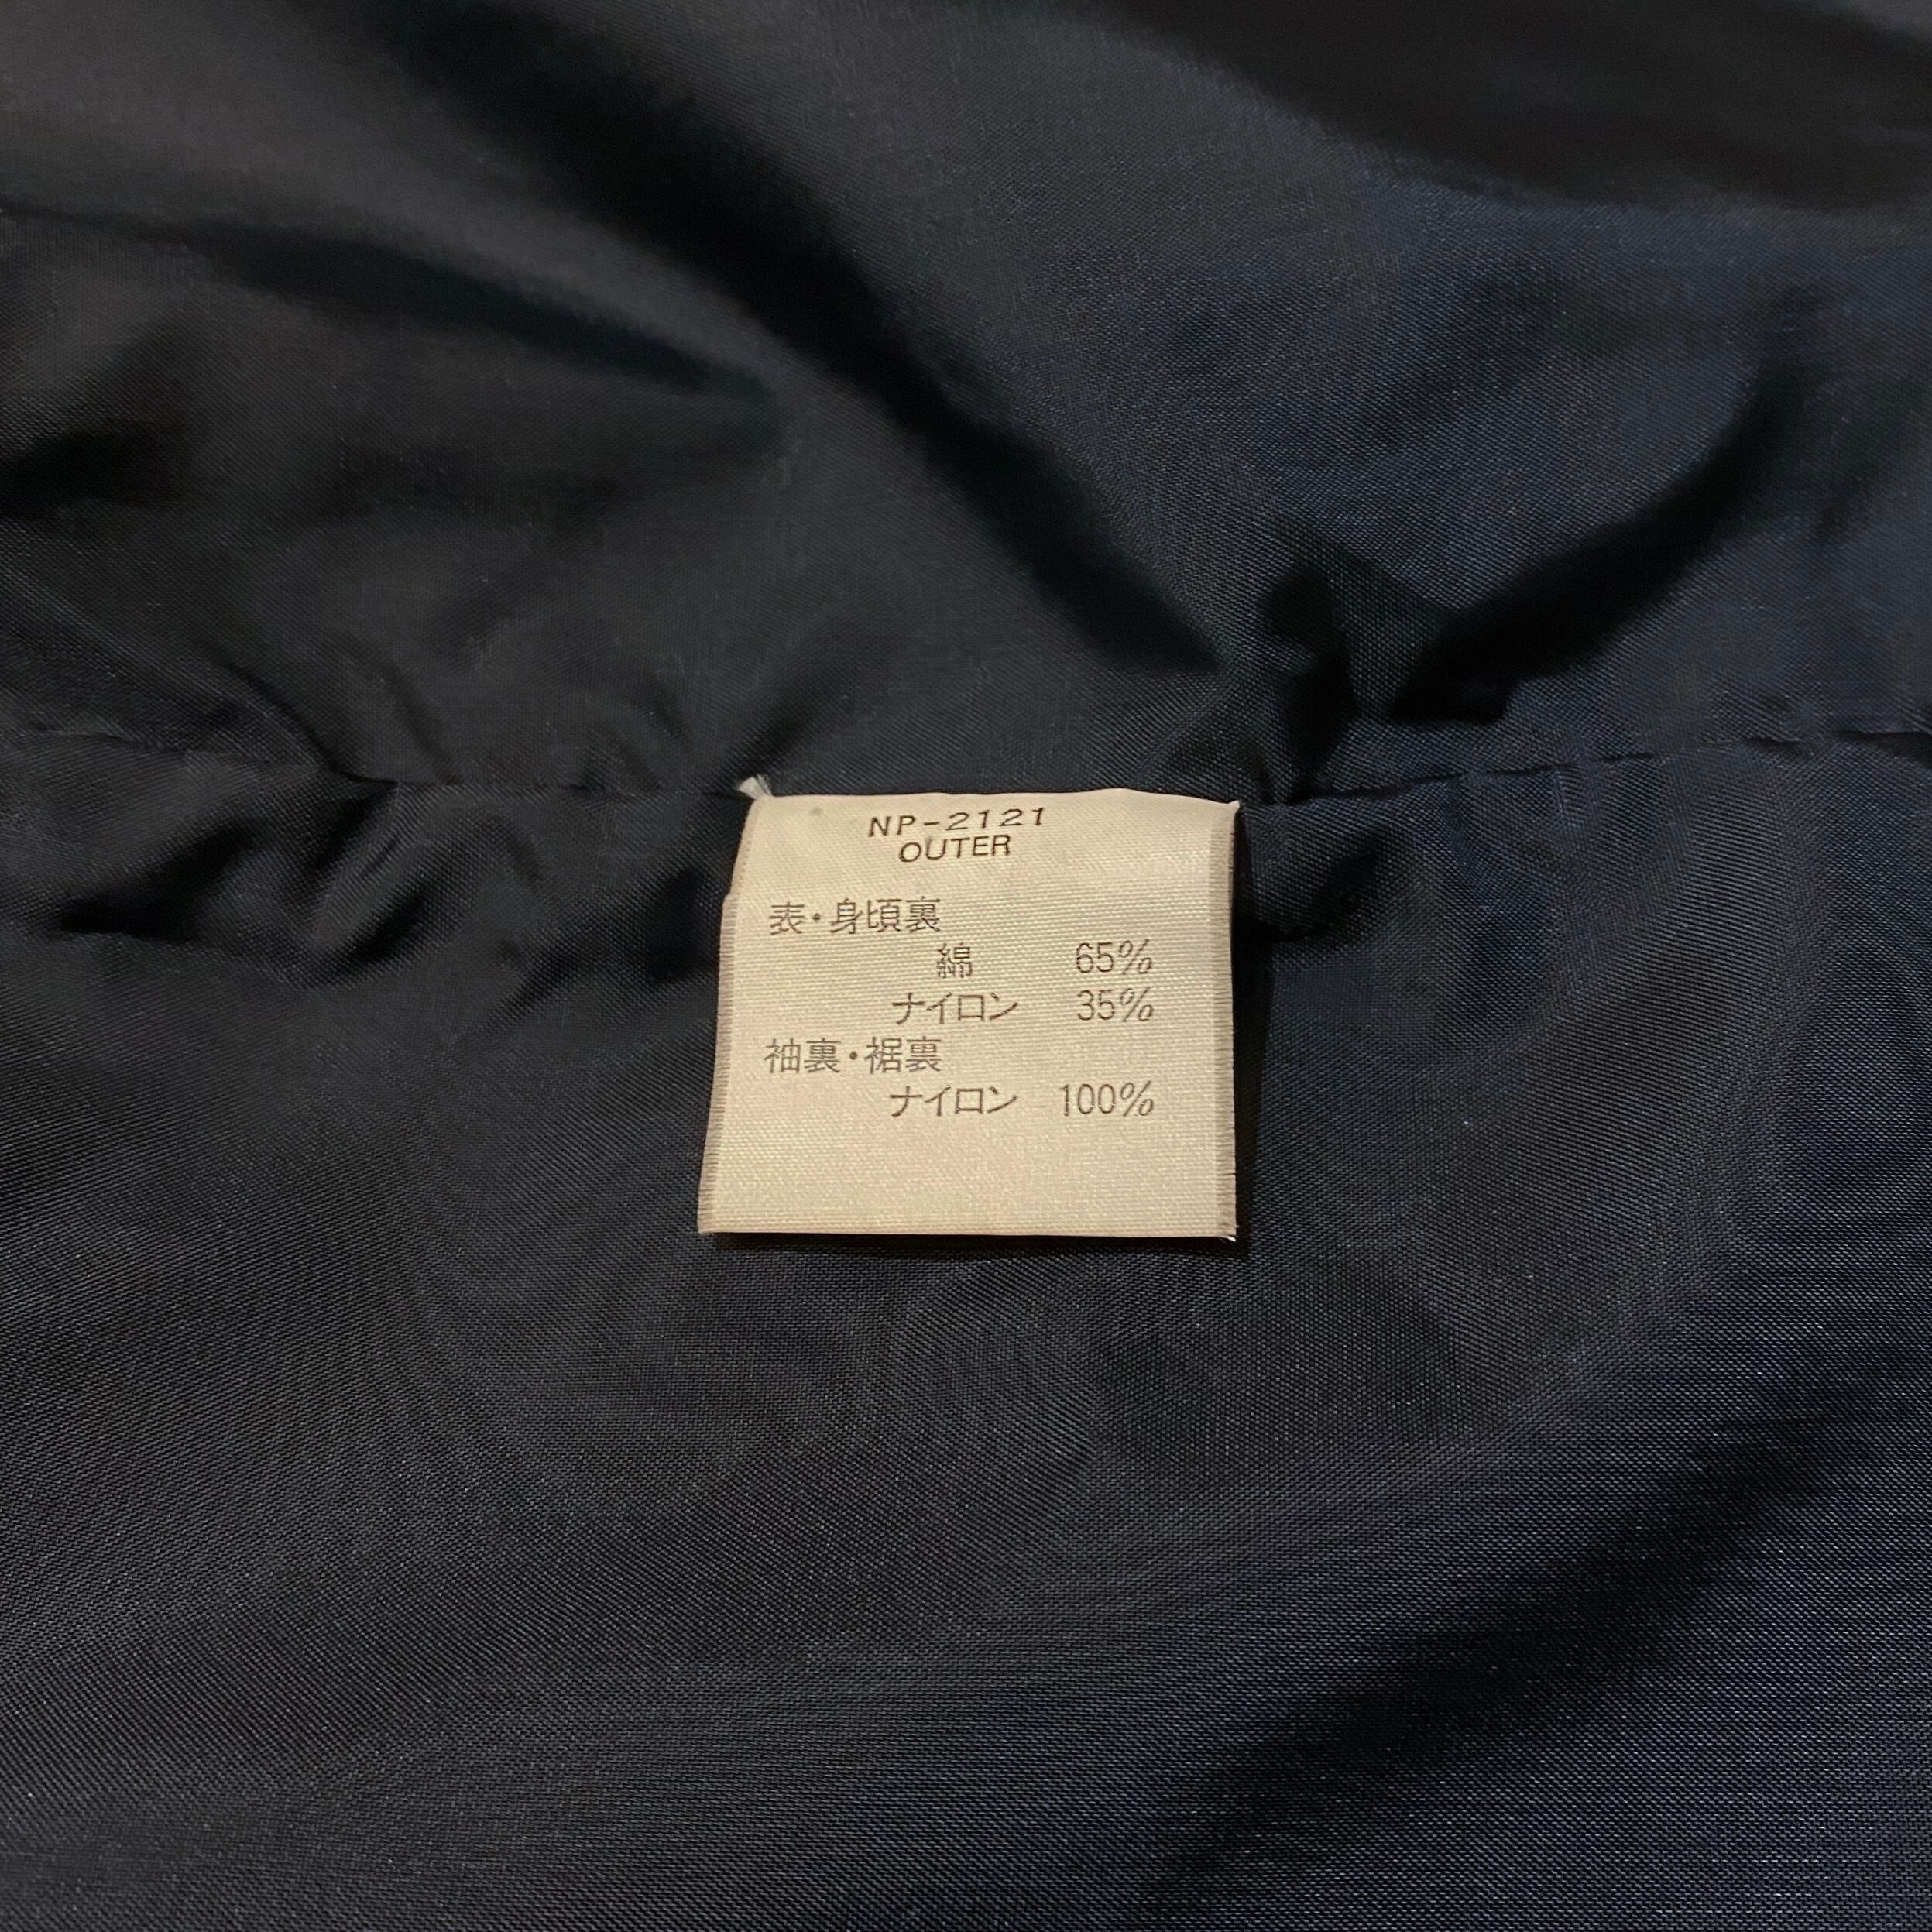 NP-2121
OUTER
表・身頃裏
綿 65%
ナイロン 35%
袖裏・裾裏
ナイロン 100%